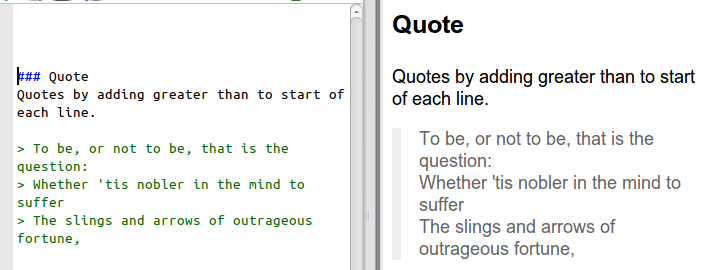 ### Quote
Quotes by adding greater than to start of
each line.
> To be, or not to be, that is the
question:
> Whether 'tis nobler in the mind to
suffer
> The slings and arrows of outrageous
fortune,
Quote
Quotes by adding greater than to start
of each line.
To be, or not to be, that is the
question:
Whether 'tis nobler in the mind to
suffer
The slings and arrows of
outrageous fortune,